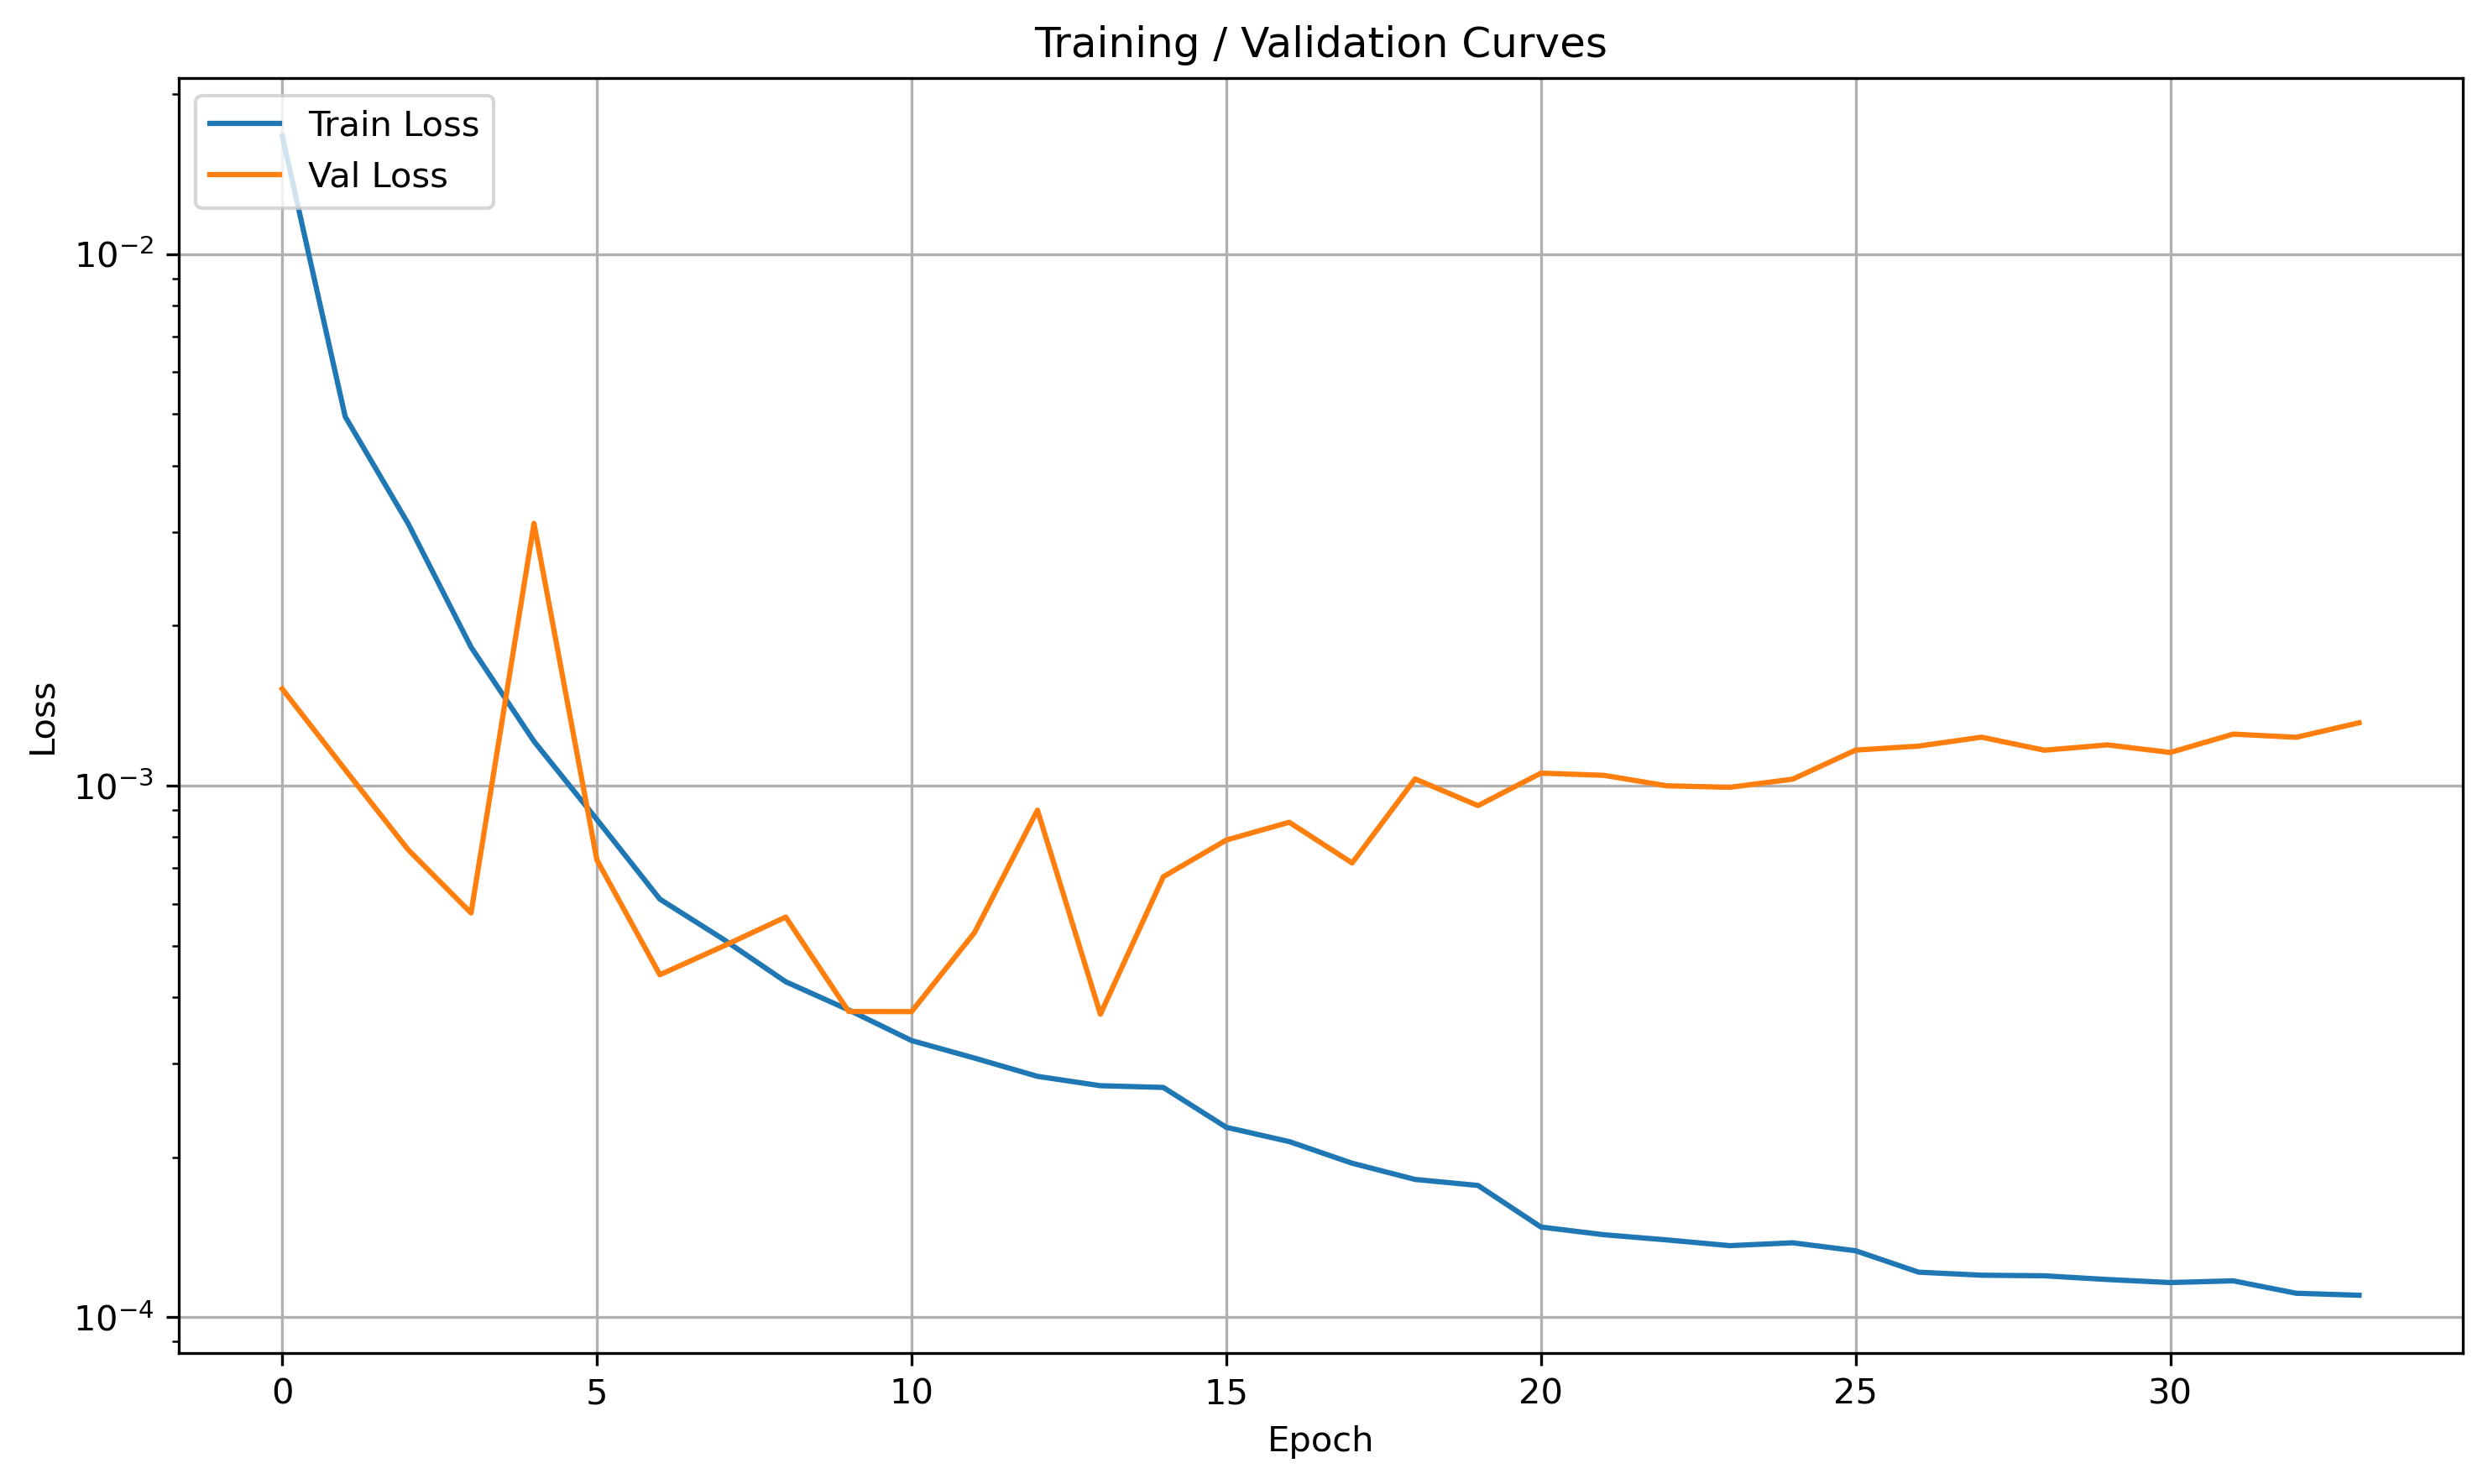 Training / Validation Curves
Train Loss
Val Loss
10⁻²
10⁻³
10⁻⁴
Loss
0 5 10 15 20 25 30
Epoch